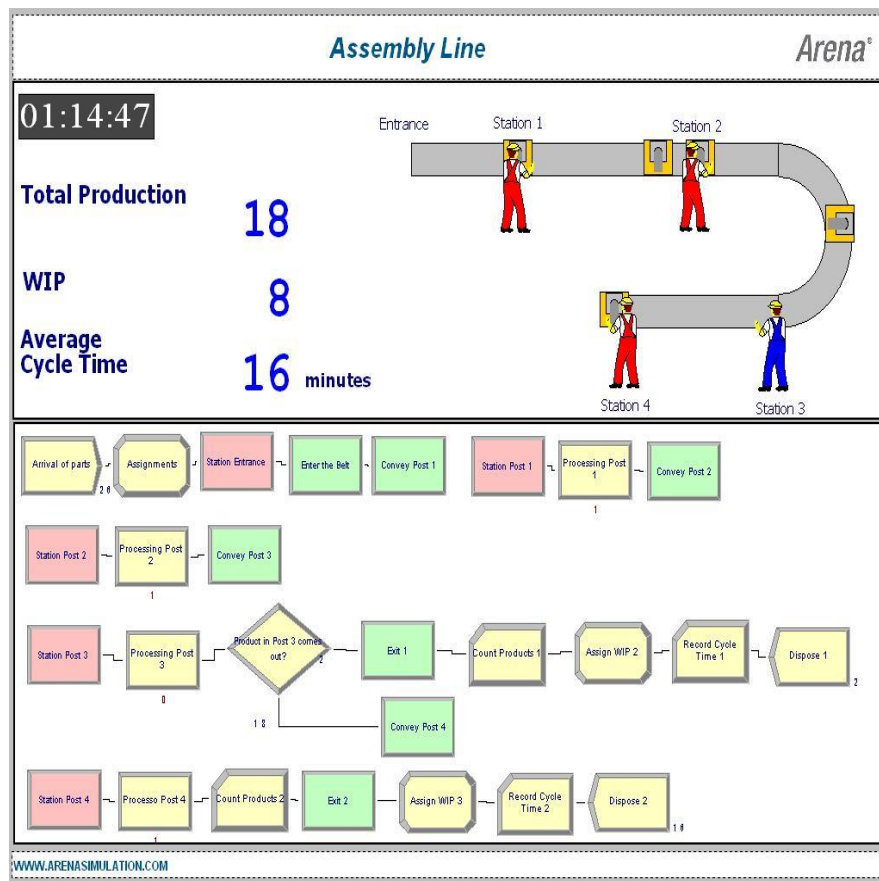 Assembly Line
Arena®
01:14:47
Entrance
Station 1
Station 2
Total Production
18
WIP
8
Average
Cycle Time
16 minutes
Station 4
Station 3
Arrival of parts
26
Assignments
Station Entrance
Enter the Belt
Convey Post 1
Station Post 1
Processing Post
1
1
Convey Post 2
Station Post 2
Processing Post
2
1
Convey Post 3
Station Post 3
Processing Post
3
0
Product in Post 3 comes
out?
2
18
Exit 1
Count Products 1
Assign WIP 2
Record Cycle
Time 1
Dispose 1
2
Convey Post 4
Station Post 4
Processo Post 4
1
Count Products 2
Exit 2
Assign WIP 3
Record Cycle
Time 2
Dispose 2
16
WWW.ARENASIMULATION.COM